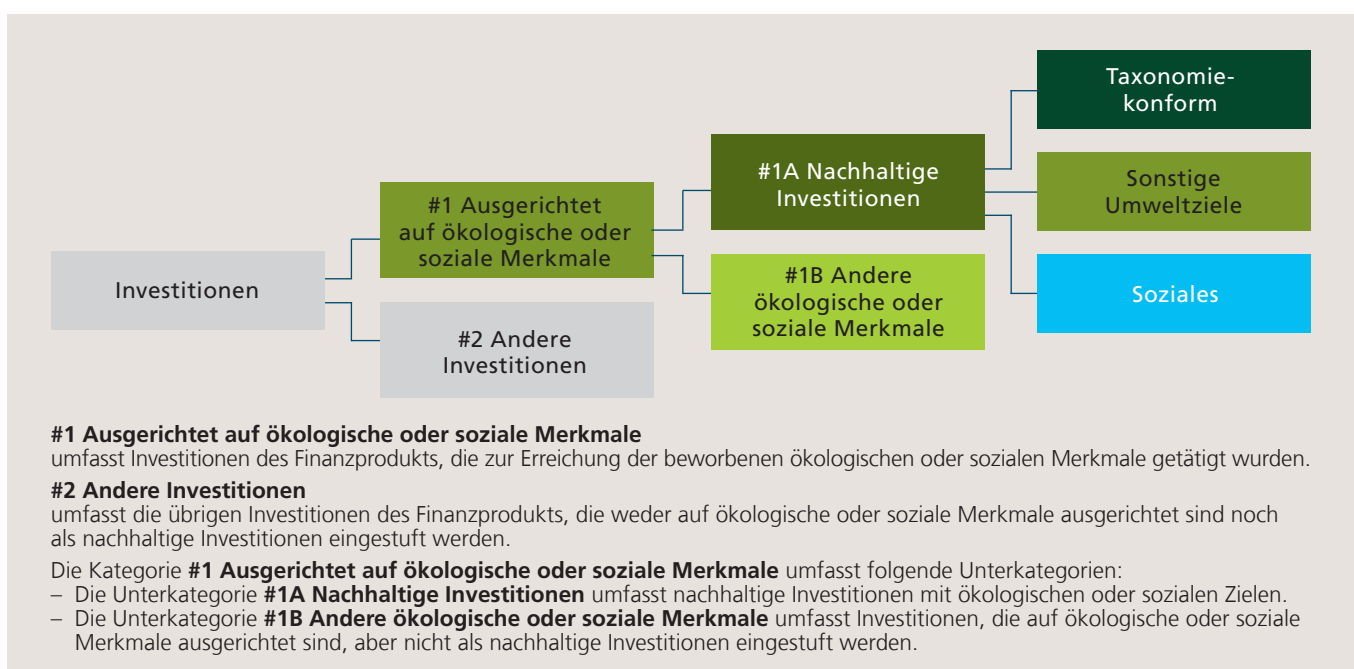 Investitionen
#1 Ausgerichtet
auf ökologische oder
soziale Merkmale
#2 Andere
Investitionen
#1A Nachhaltige
Investitionen
#1B Andere
ökologische oder
soziale Merkmale
Taxonomie-
konform
Sonstige
Umweltziele
Soziales
#1 Ausgerichtet auf ökologische oder soziale Merkmale
umfasst Investitionen des Finanzprodukts, die zur Erreichung der beworbenen ökologischen oder sozialen Merkmale getätigt wurden.
#2 Andere Investitionen
umfasst die übrigen Investitionen des Finanzprodukts, die weder auf ökologische oder soziale Merkmale ausgerichtet sind noch
als nachhaltige Investitionen eingestuft werden.
Die Kategorie #1 Ausgerichtet auf ökologische oder soziale Merkmale umfasst folgende Unterkategorien:
– Die Unterkategorie #1A Nachhaltige Investitionen umfasst nachhaltige Investitionen mit ökologischen oder sozialen Zielen.
– Die Unterkategorie #1B Andere ökologische oder soziale Merkmale umfasst Investitionen, die auf ökologische oder soziale
Merkmale ausgerichtet sind, aber nicht als nachhaltige Investitionen eingestuft werden.